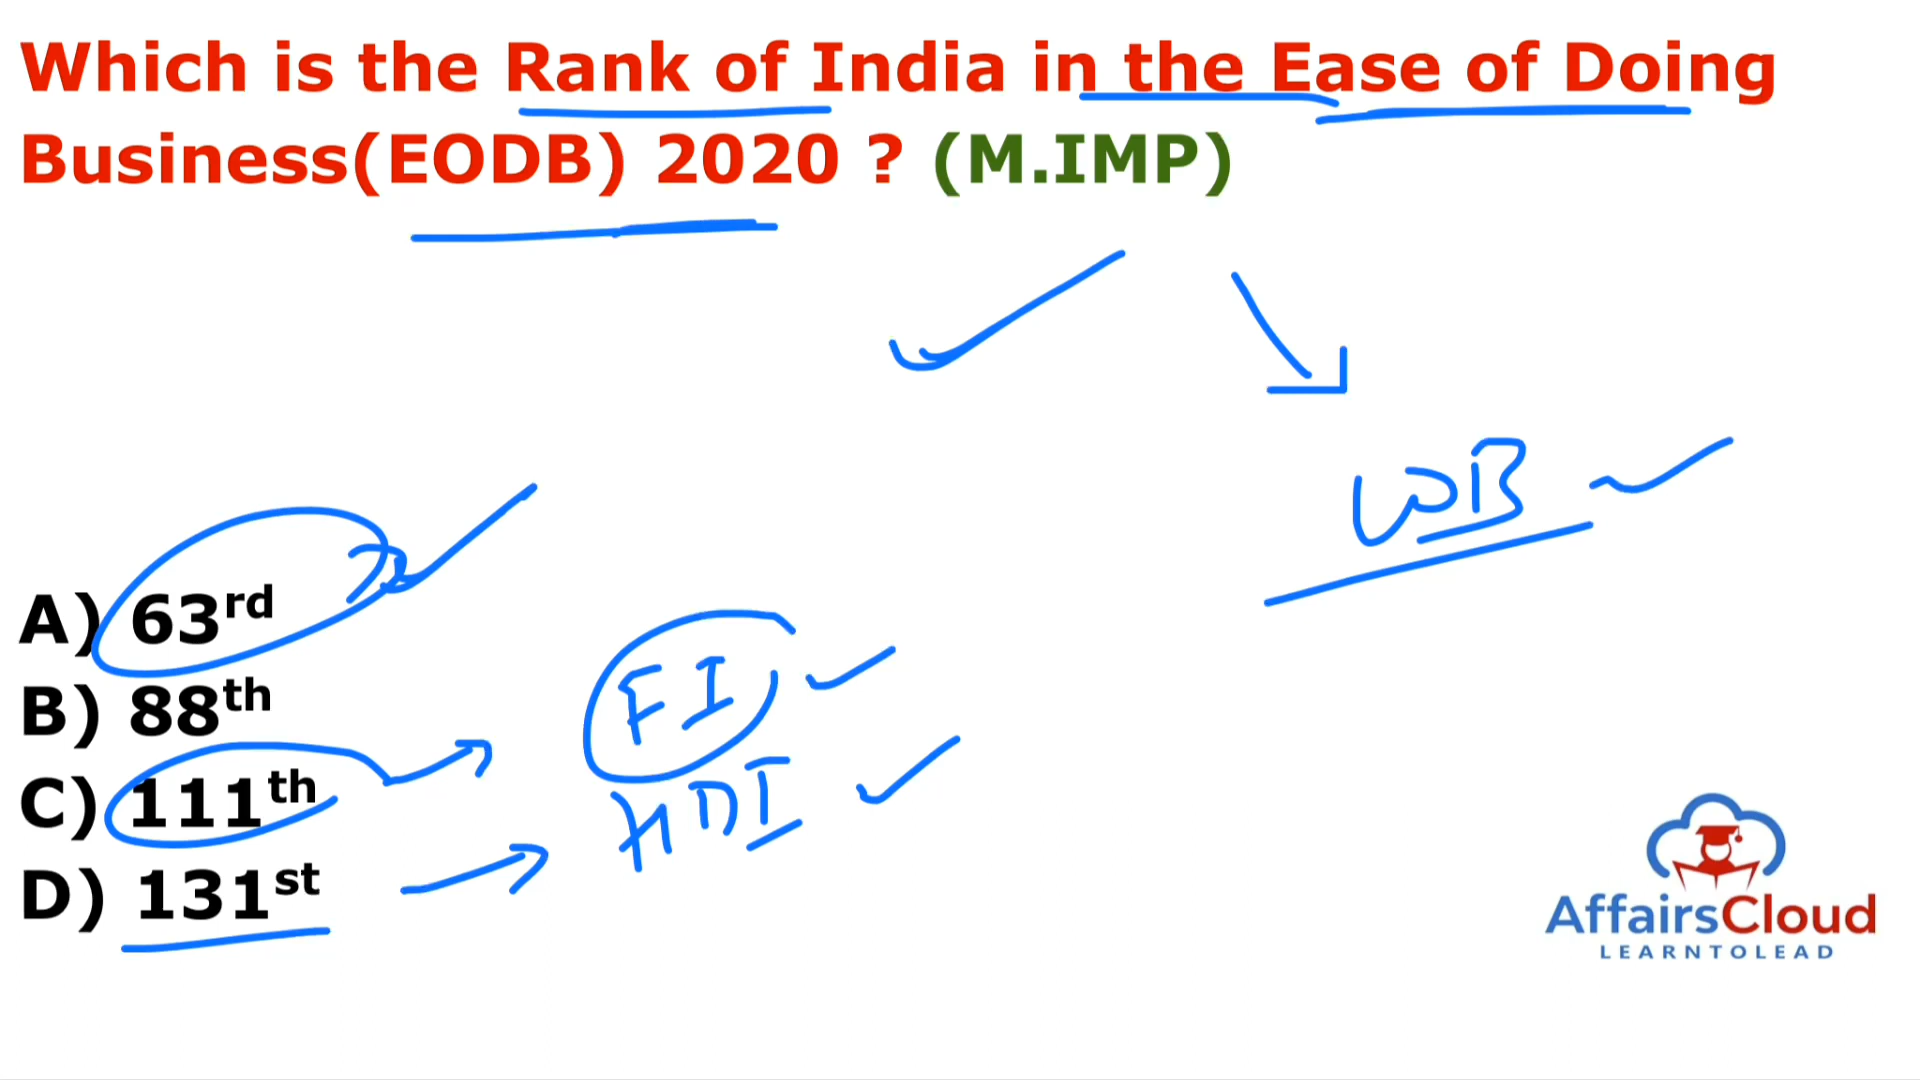 Which is the Rank of India in the Ease of Doing
Business(EODB) 2020 ? (M.IMP)
WB
A) 63rd
B) 88th
C) 111th
D) 131st
FI
HDI
AffairsCloud
LEARNTOLEAD